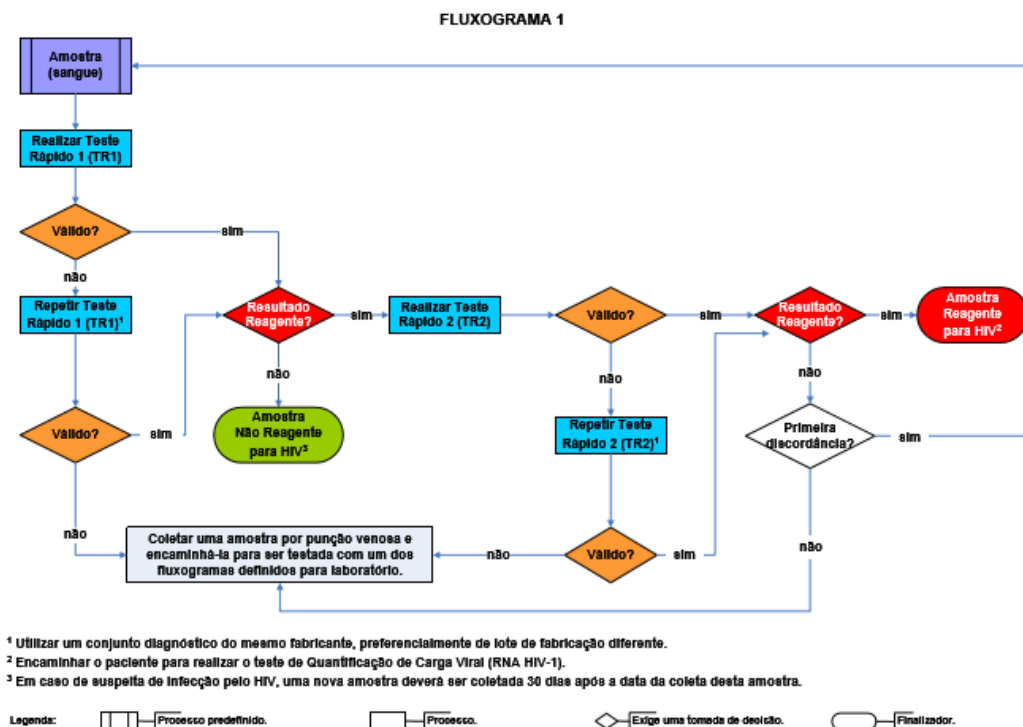 FLUXOGRAMA 1
Amostra
(sangue)
Realizar Teste
Rápido 1 (TR1)
Válido?
sim
não
Repetir Teste
Rápido 1 (TR1)¹
Resultado
Reagente?
sim
Realizar Teste
Rápido 2 (TR2)
Válido?
sim
Resultado
Reagente?
sim
Amostra
Reagente
para HIV²
não
não
não
Válido?
sim
Amostra
Não Reagente
para HIV³
Repetir Teste
Rápido 2 (TR2)¹
Primeira
discordância?
sim
não
Coletar uma amostra por punção venosa e
encaminhá-la para ser testada com um dos
fluxogramas definidos para laboratório.
não
Válido?
sim
não
¹ Utilizar um conjunto diagnóstico do mesmo fabricante, preferencialmente de lote de fabricação diferente.
² Encaminhar o paciente para realizar o teste de Quantificação de Carga Viral (RNA HIV-1).
³ Em caso de suspeita de infecção pelo HIV, uma nova amostra deverá ser coletada 30 dias após a data da coleta desta amostra.
Legenda:
Processo predefinido.
Processo.
Exige uma tomada de decisão.
Finalizador.